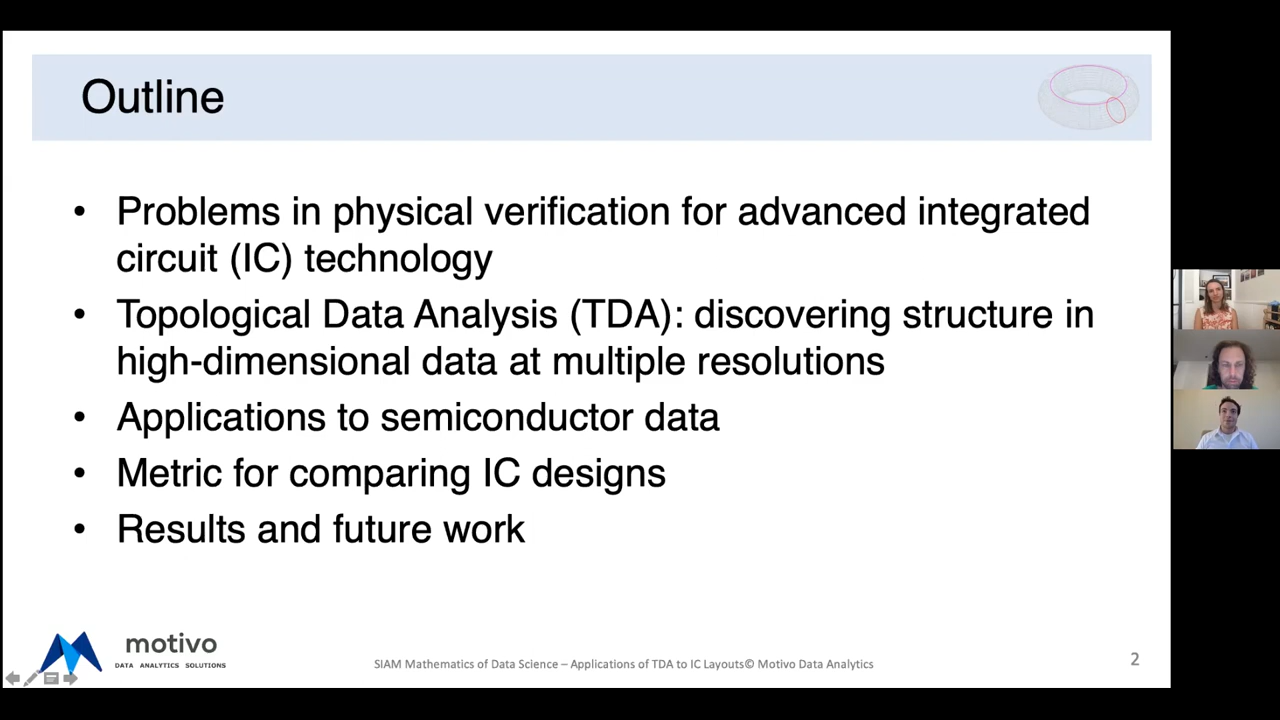 Outline
• Problems in physical verification for advanced integrated
circuit (IC) technology
• Topological Data Analysis (TDA): discovering structure in
high-dimensional data at multiple resolutions
• Applications to semiconductor data
• Metric for comparing IC designs
• Results and future work
motivo
DATA ANALYTICS SOLUTIONS
SIAM Mathematics of Data Science – Applications of TDA to IC Layouts© Motivo Data Analytics
2